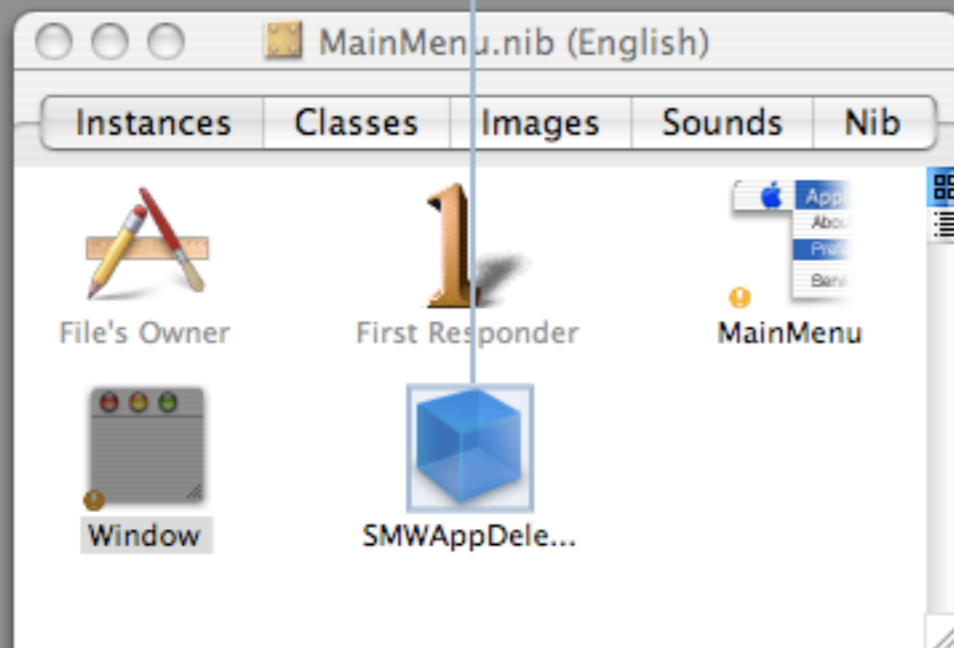 MainMenu.nib (English)
Instances Classes Images Sounds Nib
File's Owner First Responder MainMenu
Window SMWAppDele...